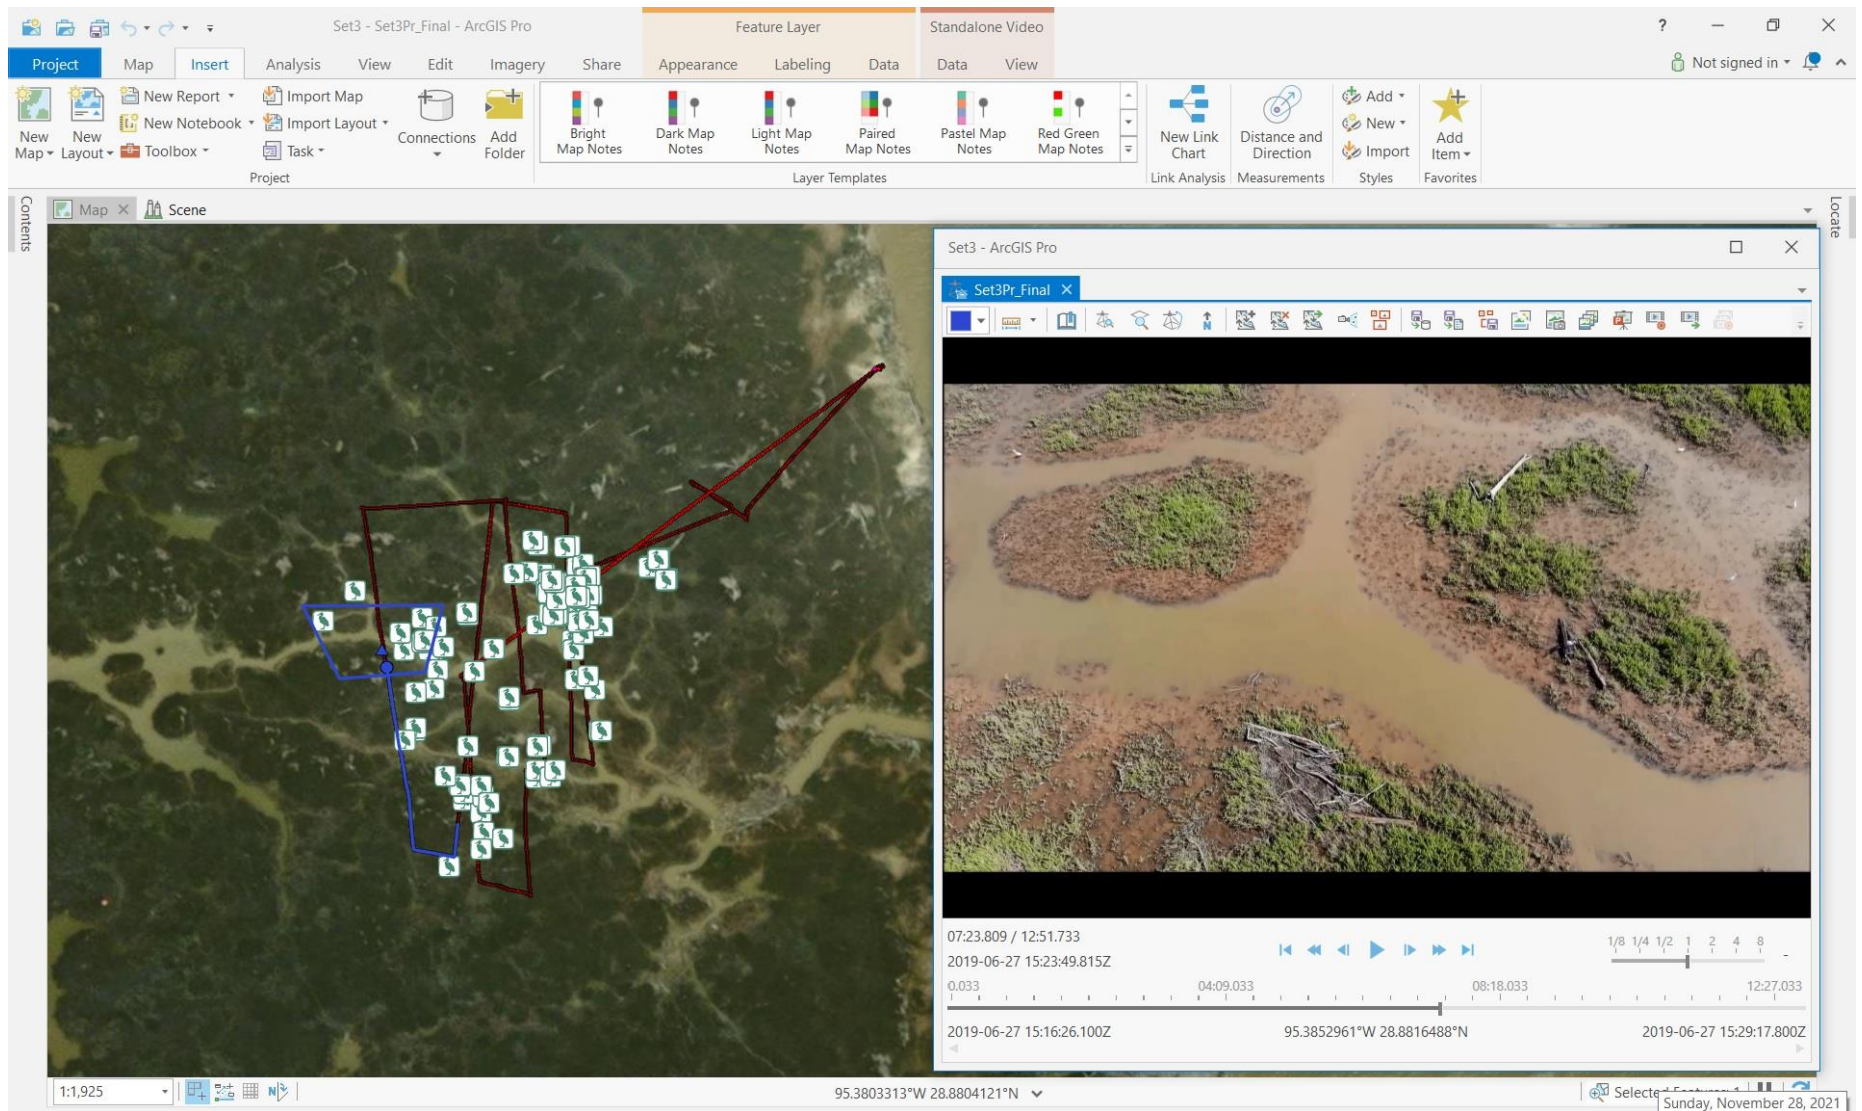 Set3 - Set3Pr_Final - ArcGIS Pro
Feature Layer
Standalone Video
?
Project
Map
Insert
Analysis
View
Edit
Imagery
Share
Appearance
Labeling
Data
Data
View
Not signed in
New Map
New Layout
New Report
New Notebook
Toolbox
Import Map
Import Layout
Task
Connections
Add Folder
Project
Bright Map Notes
Dark Map Notes
Light Map Notes
Paired Map Notes
Pastel Map Notes
Red Green Map Notes
Layer Templates
New Link Chart
Link Analysis
Distance and Direction
Measurements
Add
New
Import
Styles
Add Item
Favorites
Contents
Map
Scene
Locate
Set3 - ArcGIS Pro
Set3Pr_Final
07:23.809 / 12:51.733
2019-06-27 15:23:49.815Z
1/8 1/4 1/2 1 2 4 8
0.033 04:09.033 08:18.033 12:27.033
2019-06-27 15:16:26.100Z 95.3852961°W 28.8816488°N 2019-06-27 15:29:17.800Z
1:1,925
95.3803313°W 28.8804121°N
Sunday, November 28, 2021